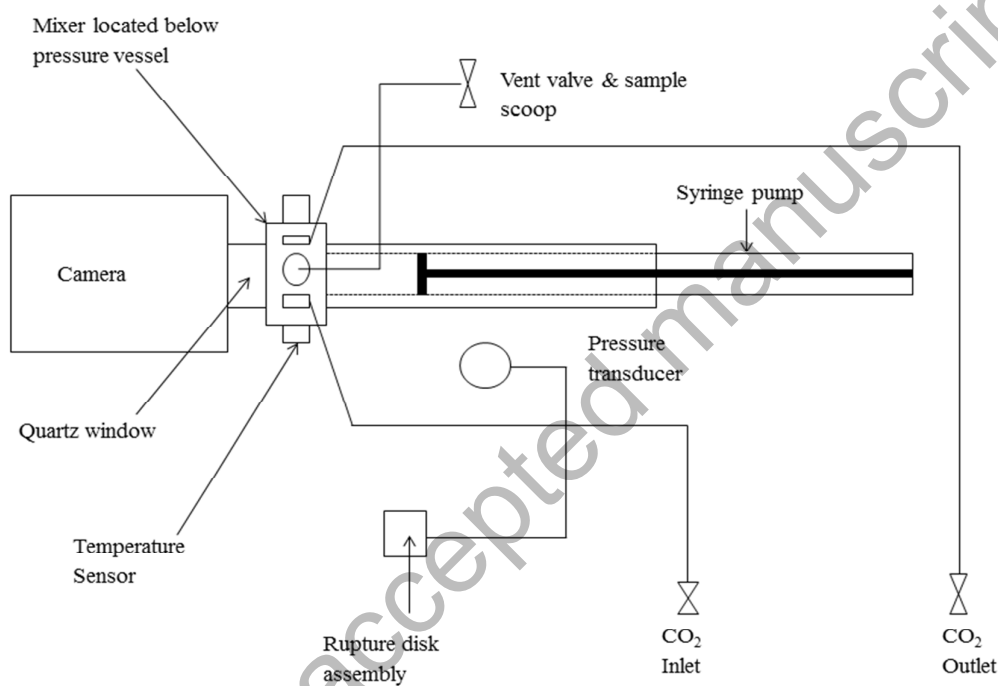 Mixer located below
pressure vessel
Vent valve & sample
scoop
Syringe pump
Camera
Pressure
transducer
Quartz window
Temperature
Sensor
Rupture disk
assembly
CO₂
Inlet
CO₂
Outlet
accepted manuscrip